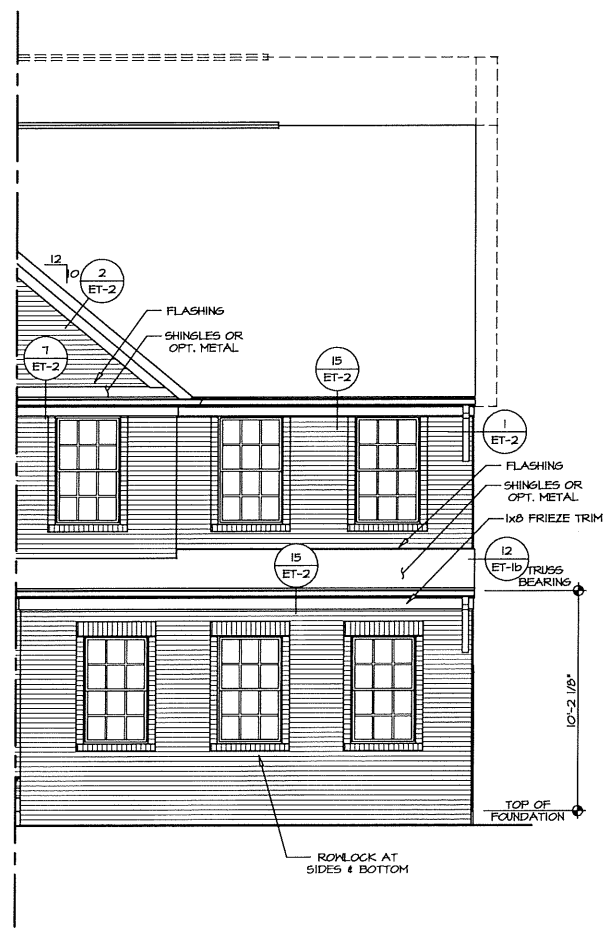 12
10
2
ET-2
FLASHING
SHINGLES OR
OPT. METAL
7
ET-2
15
ET-2
1
ET-2
FLASHING
SHINGLES OR
OPT. METAL
1x8 FRIEZE TRIM
15
ET-2
12
ET-1b
TRUSS
BEARING
10'-2 1/8"
TOP OF
FOUNDATION
ROWLOCK AT
SIDES & BOTTOM